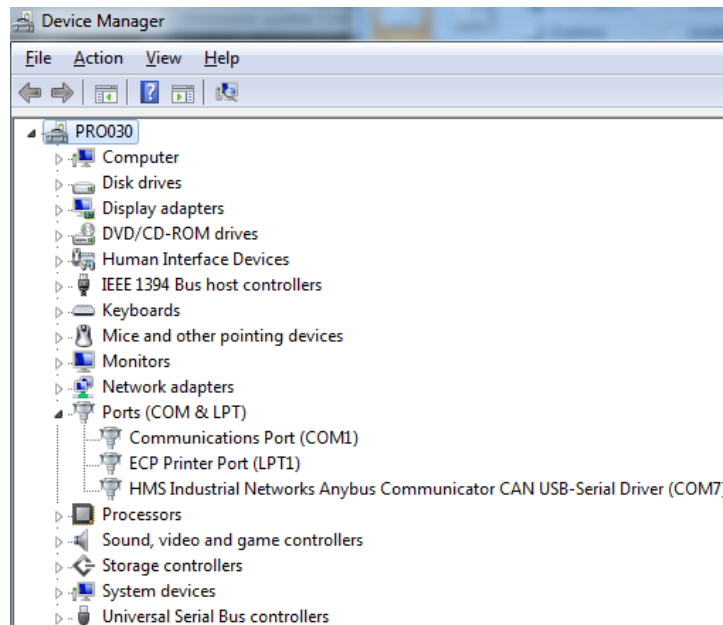 Device Manager
File Action View Help
PRO030
Computer
Disk drives
Display adapters
DVD/CD-ROM drives
Human Interface Devices
IEEE 1394 Bus host controllers
Keyboards
Mice and other pointing devices
Monitors
Network adapters
Ports (COM & LPT)
Communications Port (COM1)
ECP Printer Port (LPT1)
HMS Industrial Networks Anybus Communicator CAN USB-Serial Driver (COM7)
Processors
Sound, video and game controllers
Storage controllers
System devices
Universal Serial Bus controllers